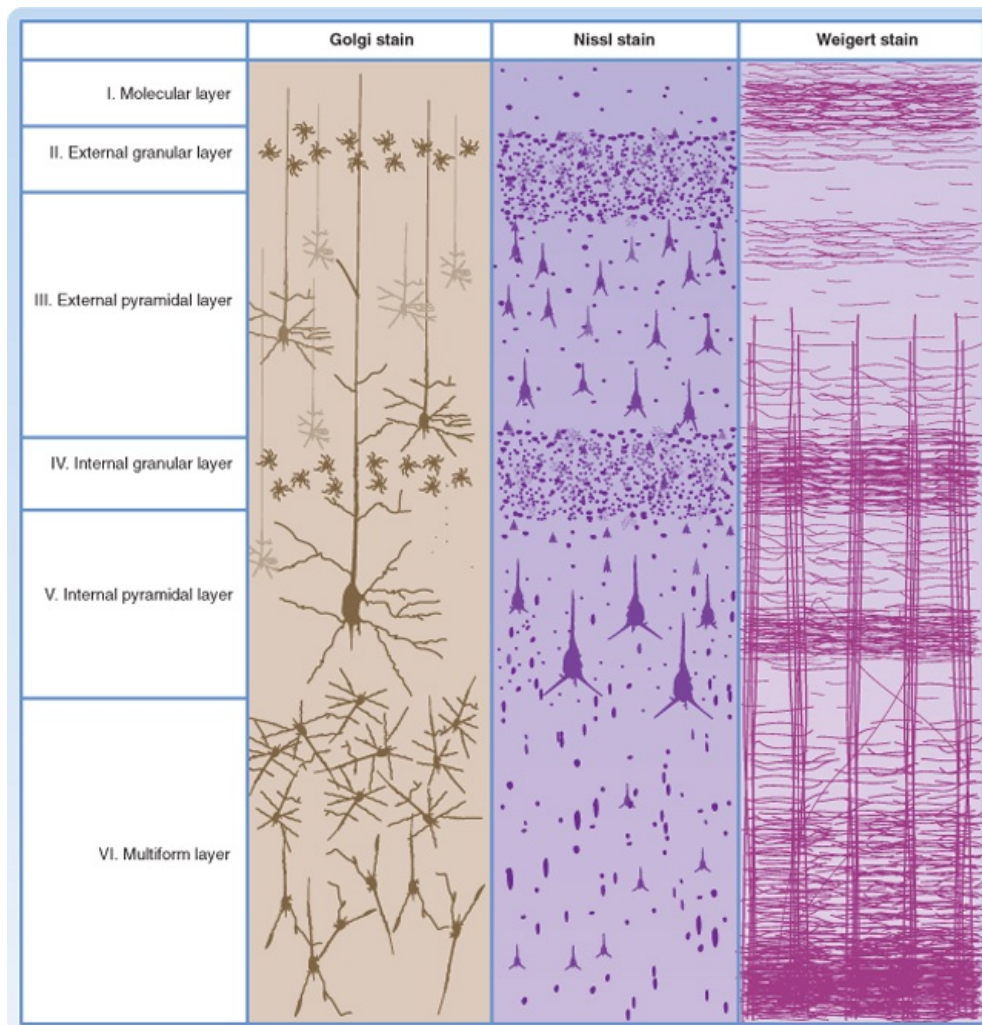 Golgi stain
Nissl stain
Weigert stain
I. Molecular layer
II. External granular layer
III. External pyramidal layer
IV. Internal granular layer
V. Internal pyramidal layer
VI. Multiform layer